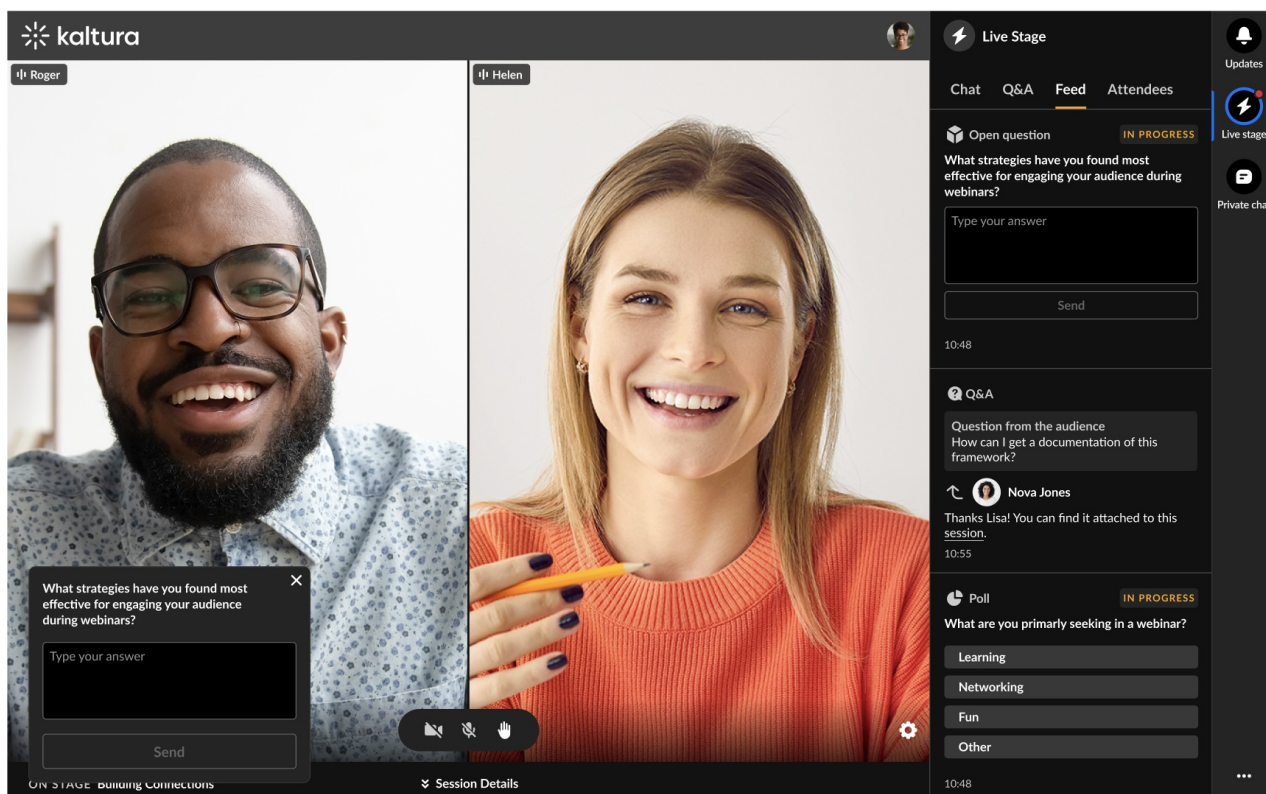 kaltura
Roger
Helen
What strategies have you found most
effective for engaging your audience
during webinars?
Type your answer
Send
ON STAGE Building Connections
Session Details
Live Stage
Chat Q&A Feed Attendees
Open question IN PROGRESS
What strategies have you found most
effective for engaging your audience during
webinars?
Type your answer
Send
10:48
Q&A
Question from the audience
How can I get a documentation of this
framework?
Nova Jones
Thanks Lisa! You can find it attached to this
session.
10:55
Poll IN PROGRESS
What are you primarly seeking in a webinar?
Learning
Networking
Fun
Other
10:48
Updates
Live stage
Private cha